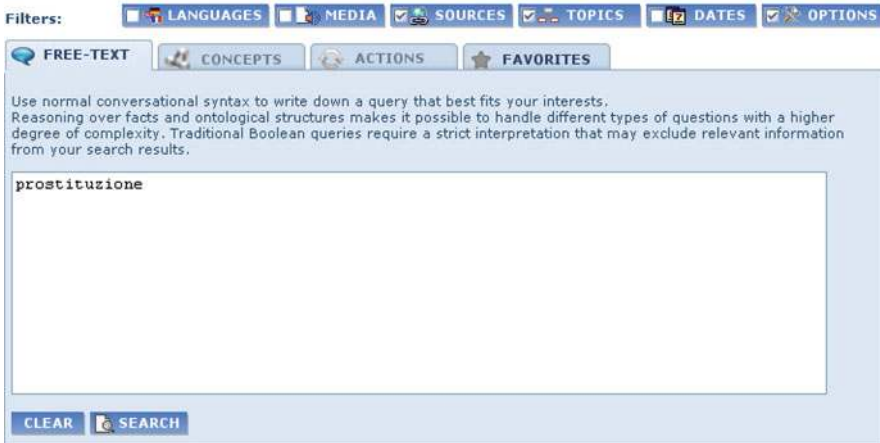 Filters: LANGUAGES MEDIA SOURCES TOPICS DATES OPTIONS
FREE-TEXT CONCEPTS ACTIONS FAVORITES
Use normal conversational syntax to write down a query that best fits your interests.
Reasoning over facts and ontological structures makes it possible to handle different types of questions with a higher
degree of complexity. Traditional Boolean queries require a strict interpretation that may exclude relevant information
from your search results.
prostituzione
CLEAR SEARCH